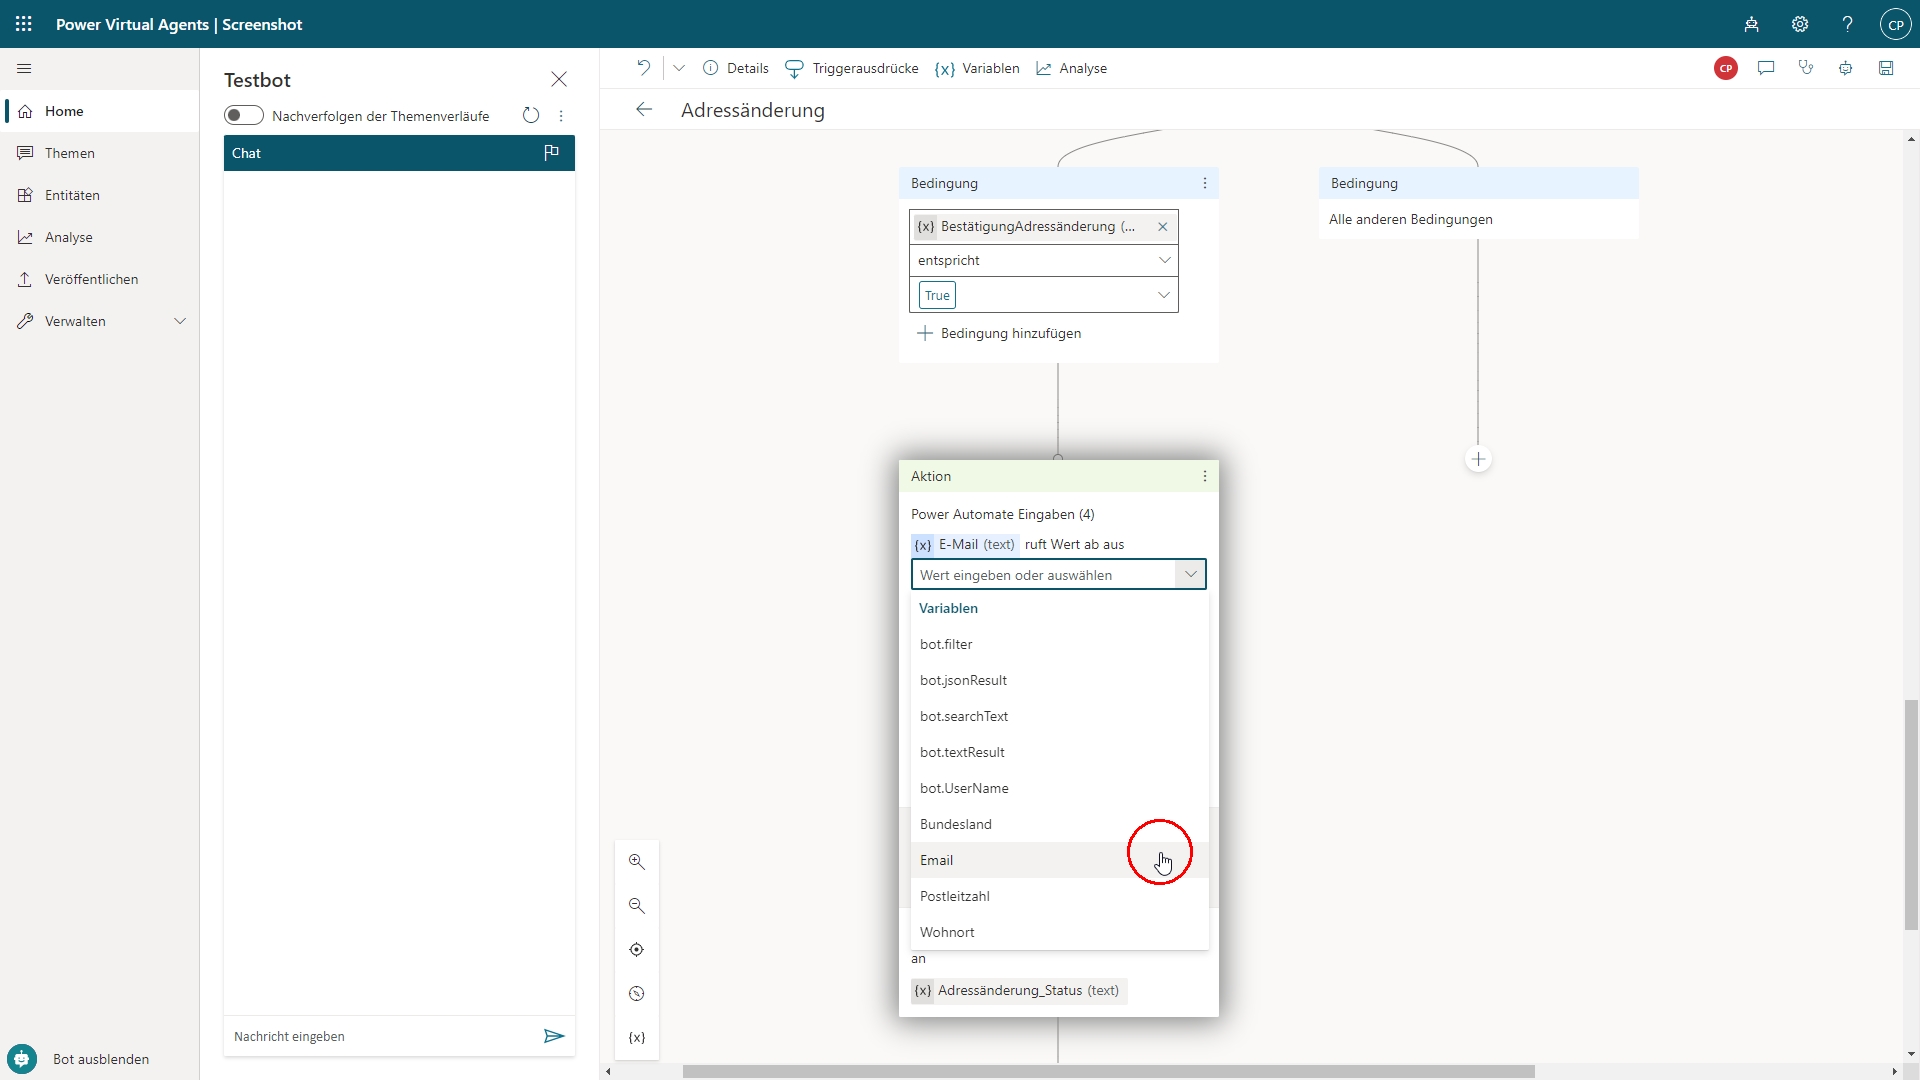 Power Virtual Agents | Screenshot
CP
Home
Themen
Entitäten
Analyse
Veröffentlichen
Verwalten
Bot ausblenden
Testbot
Nachverfolgen der Themenverläufe
Chat
Nachricht eingeben
Details
Triggerausdrücke
{x} Variablen
Analyse
CP
Adressänderung
Bedingung
{x} BestätigungAdressänderung (...
entspricht
True
Bedingung hinzufügen
Bedingung
Alle anderen Bedingungen
Aktion
Power Automate Eingaben (4)
{x} E-Mail (text) ruft Wert ab aus
Wert eingeben oder auswählen
Variablen
bot.filter
bot.jsonResult
bot.searchText
bot.textResult
bot.UserName
Bundesland
Email
Postleitzahl
Wohnort
an
{x} Adressänderung_Status (text)
{x}